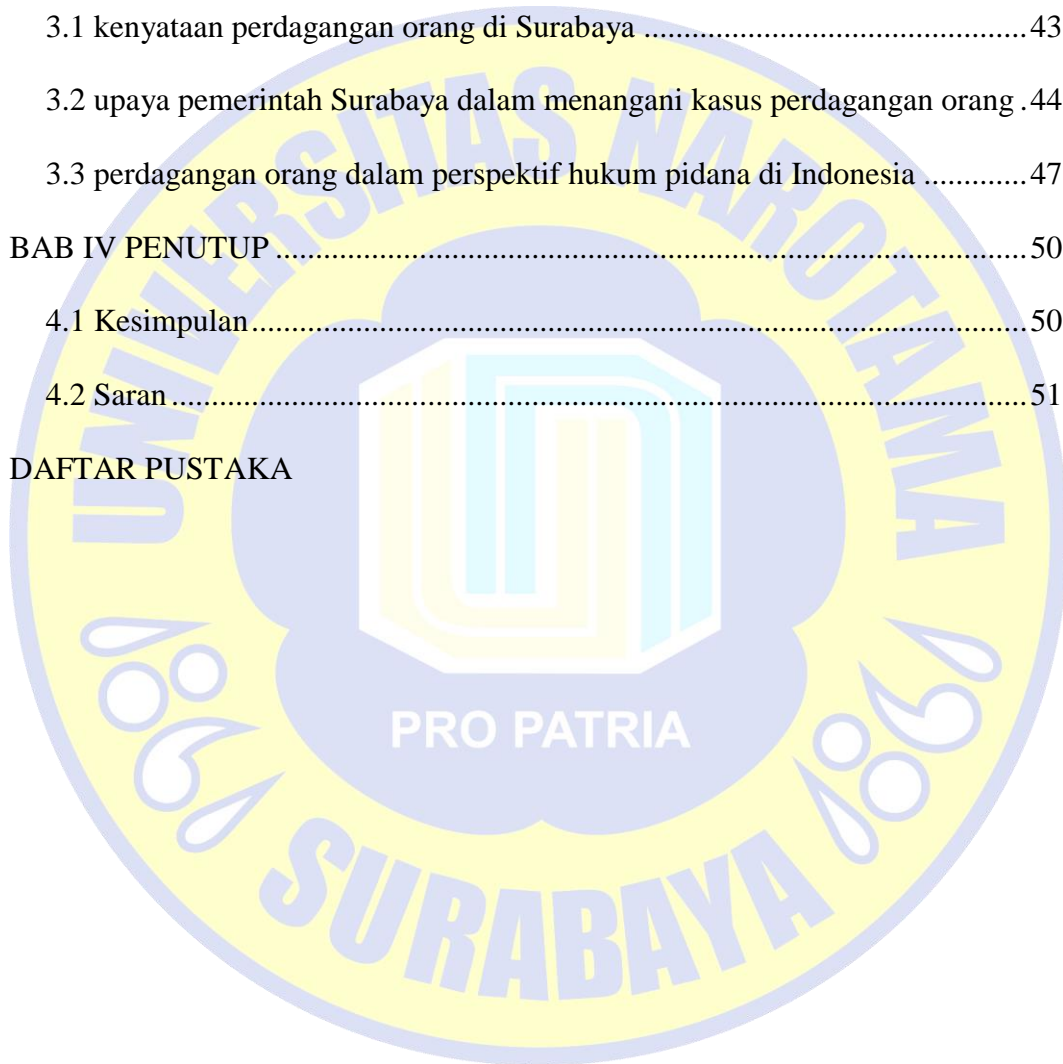 3.1 kenyataan perdagangan orang di Surabaya ........................................ 43
3.2 upaya pemerintah Surabaya dalam menangani kasus perdagangan orang . 44
3.3 perdagangan orang dalam perspektif hukum pidana di Indonesia ............. 47
BAB IV PENUTUP ............................................................................................ 50
4.1 Kesimpulan ............................................................................................... 50
4.2 Saran ........................................................................................................ 51
DAFTAR PUSTAKA
UNIVERSITAS NAROTAMA
PRO PATRIA
SURABAYA